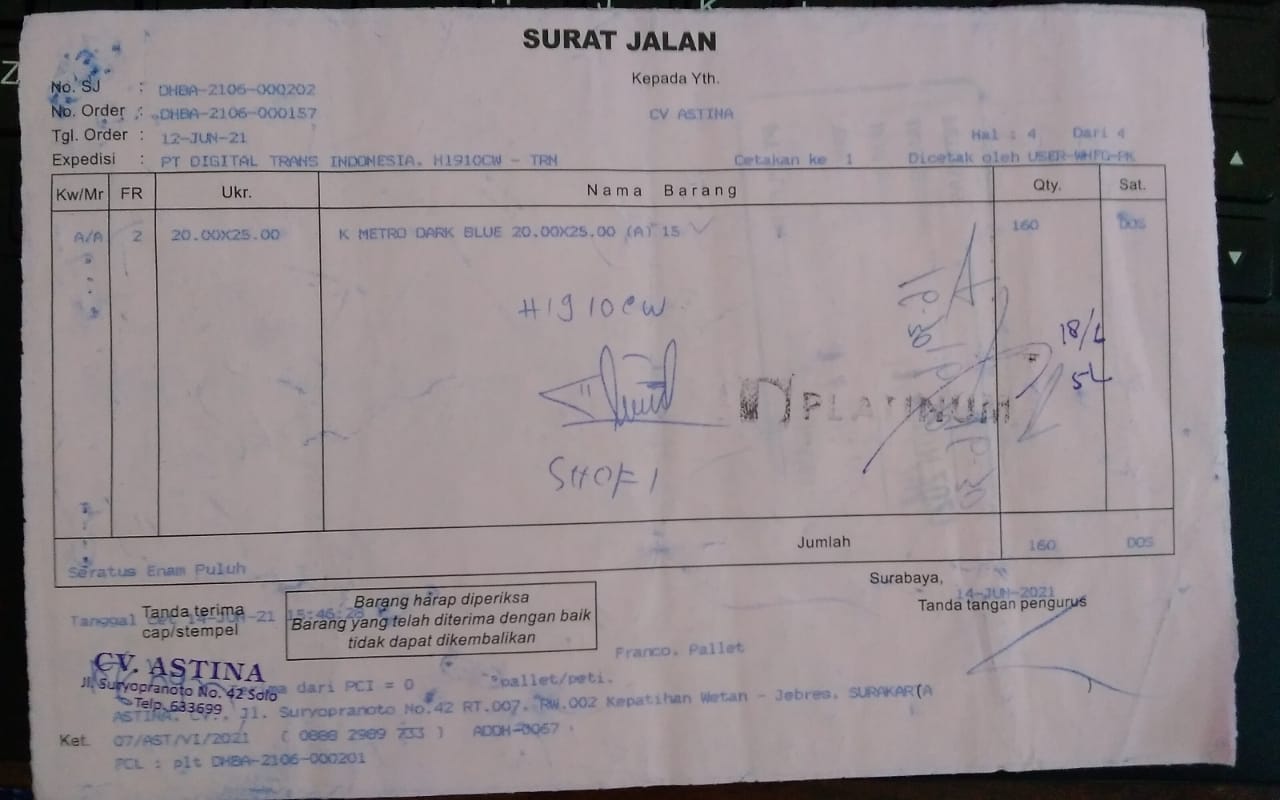 SURAT JALAN
Kepada Yth.
No. SJ : DHBA-2106-000202
No. Order : DHBA-2106-000157
CV ASTINA
Tgl. Order : 12-JUN-21
Hal : 4 Dari 4
Expedisi : PT DIGITAL TRANS INDONESIA. H1910CW - TRN
Cetakan ke 1 Dicetak oleh USER-WHFG-PK
Kw/Mr FR Ukr. Nama Barang Qty. Sat.
A/A 2 20.00X25.00 K METRO DARK BLUE 20.00X25.00 (A) 15 160 DOS
H1910CW
18/L
5L
PLATINUM
SHOFI
Jumlah 160 DOS
Seratus Enam Puluh
Surabaya, 14-JUN-2021
Tanda terima
cap/stempel
Tanggal 14-JUN-21 15:46:28
Barang harap diperiksa
Barang yang telah diterima dengan baik
tidak dapat dikembalikan
Tanda tangan pengurus
Franco. Pallet
CV. ASTINA
Jl. Suryopranoto No. 42 Solo
Telp. 633699
dari PCI = 0 pallet/peti.
ASTINA. CV., Jl. Suryopranoto No.42 RT.007. RW.002 Kepatihan Wetan - Jebres. SURAKARTA
Ket. 07/AST/VI/2021 ( 0888 2989 733 ) ADDH-0067
PCL : plt DHBA-2106-000201